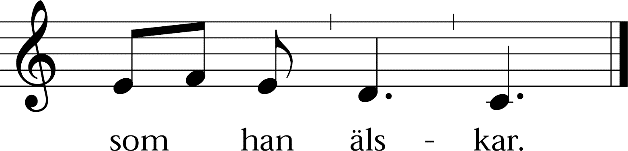 som han äls - kar.